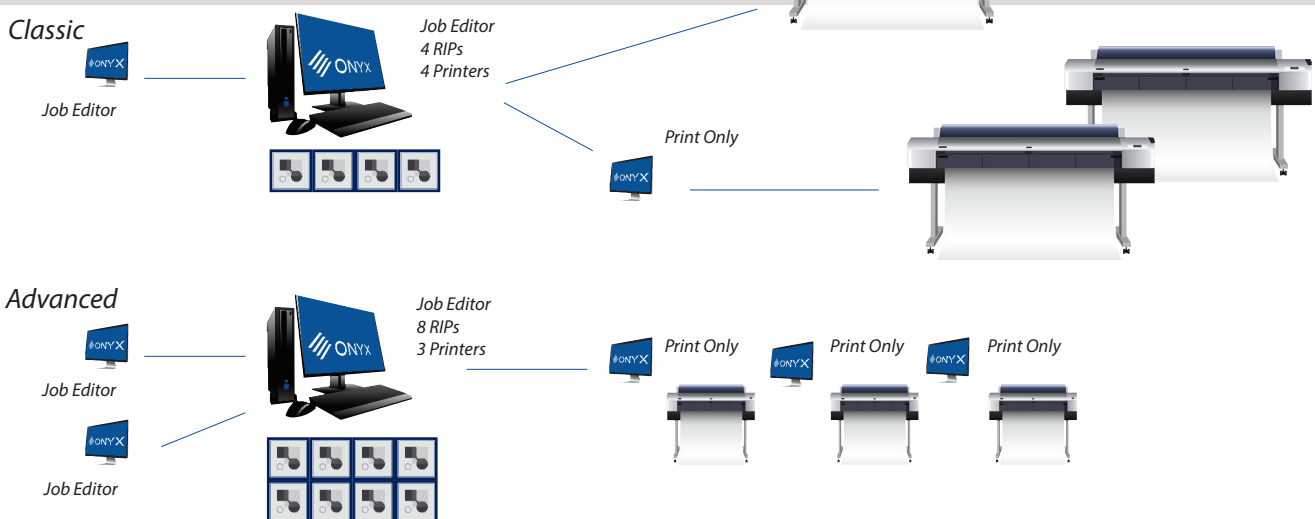 Classic
ONYX
Job Editor
ONYX
Job Editor
4 RIPs
4 Printers
ONYX
Print Only
Advanced
ONYX
Job Editor
ONYX
Job Editor
ONYX
Job Editor
8 RIPs
3 Printers
ONYX
Print Only
ONYX
Print Only
ONYX
Print Only